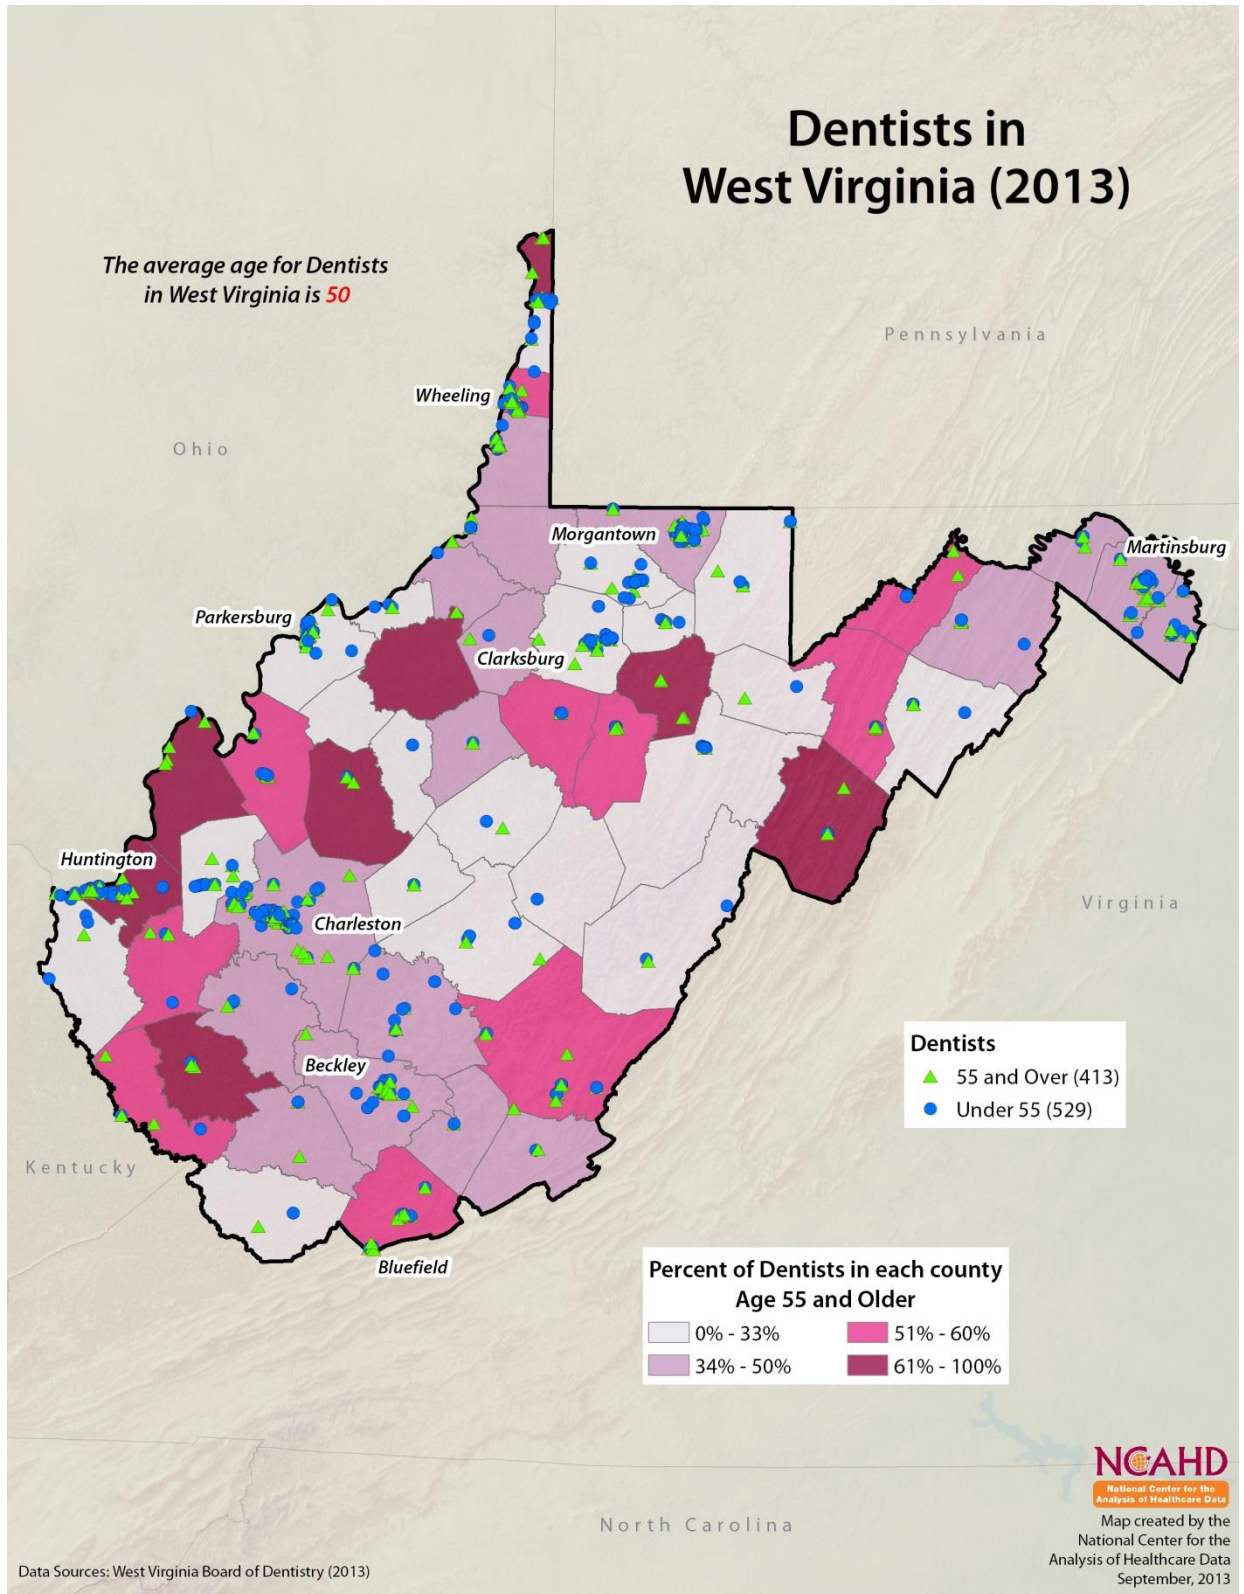 Dentists in
West Virginia (2013)
The average age for Dentists
in West Virginia is 50
Pennsylvania
Wheeling
Ohio
Morgantown
Martinsburg
Parkersburg
Clarksburg
Huntington
Charleston
Virginia
Beckley
Kentucky
Bluefield
Dentists
55 and Over (413)
Under 55 (529)
Percent of Dentists in each county
Age 55 and Older
0% - 33%
51% - 60%
34% - 50%
61% - 100%
NCAHD
National Center for the
Analysis of Healthcare Data
North Carolina
Map created by the
National Center for the
Analysis of Healthcare Data
September, 2013
Data Sources: West Virginia Board of Dentistry (2013)